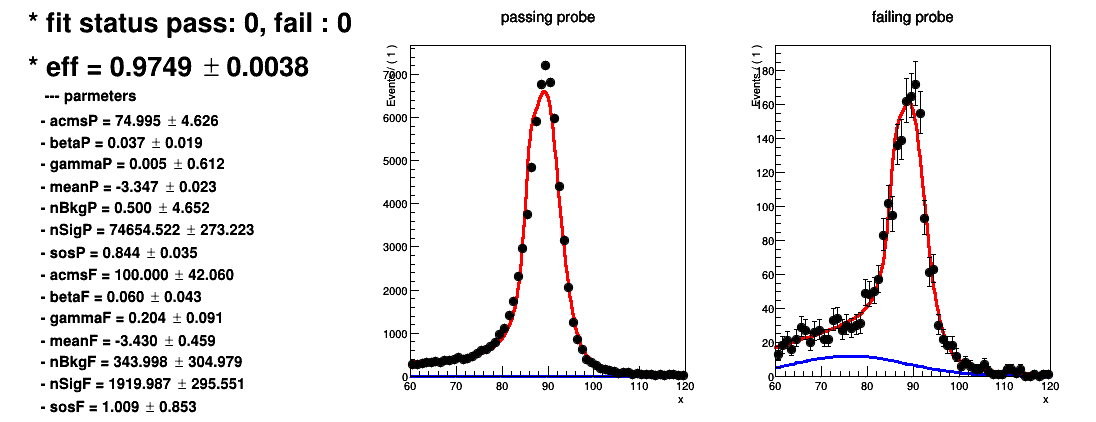 * fit status pass: 0, fail : 0
* eff = 0.9749 ± 0.0038
--- parmeters
- acmsP = 74.995 ± 4.626
- betaP = 0.037 ± 0.019
- gammaP = 0.005 ± 0.612
- meanP = -3.347 ± 0.023
- nBkgP = 0.500 ± 4.652
- nSigP = 74654.522 ± 273.223
- sosP = 0.844 ± 0.035
- acmsF = 100.000 ± 42.060
- betaF = 0.060 ± 0.043
- gammaF = 0.204 ± 0.091
- meanF = -3.430 ± 0.459
- nBkgF = 343.998 ± 304.979
- nSigF = 1919.987 ± 295.551
- sosF = 1.009 ± 0.853
passing probe
Events / ( 1 )
7000
6000
5000
4000
3000
2000
1000
0
60 70 80 90 100 110 120
x
failing probe
Events / ( 1 )
180
160
140
120
100
80
60
40
20
0
60 70 80 90 100 110 120
x